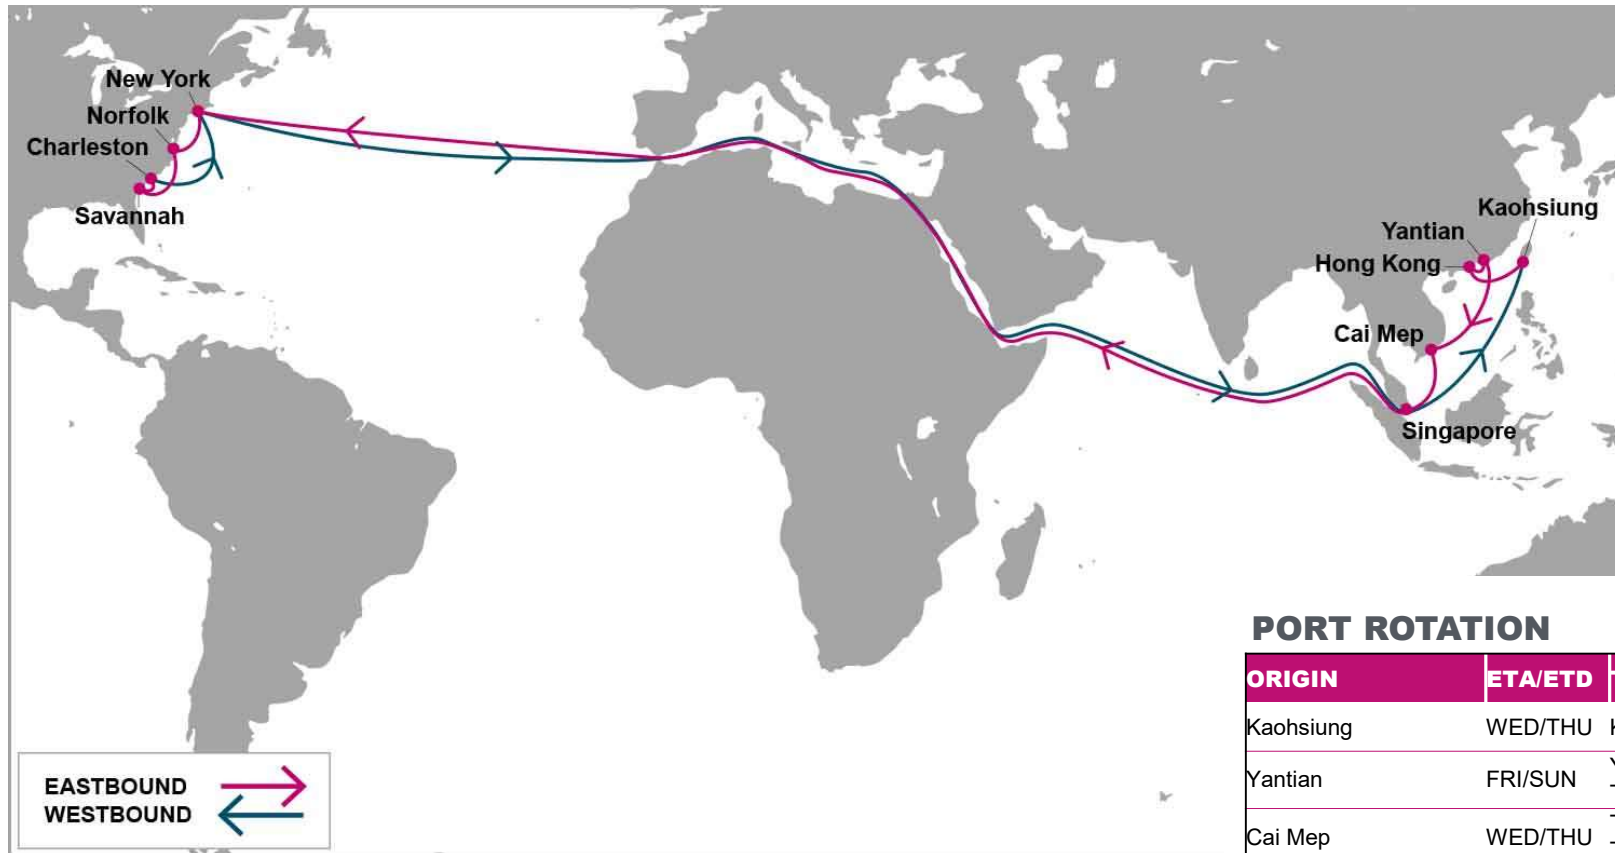 New York
Norfolk
Charleston
Savannah
Kaohsiung
Yantian
Hong Kong
Cai Mep
Singapore
EASTBOUND
WESTBOUND
PORT ROTATION
ORIGIN ETA/ETD
Kaohsiung WED/THU
Yantian FRI/SUN
Cai Mep WED/THU